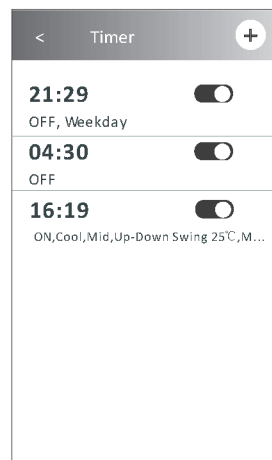 < Timer +
21:29
OFF, Weekday
04:30
OFF
16:19
ON,Cool,Mid,Up-Down Swing 25℃,M...